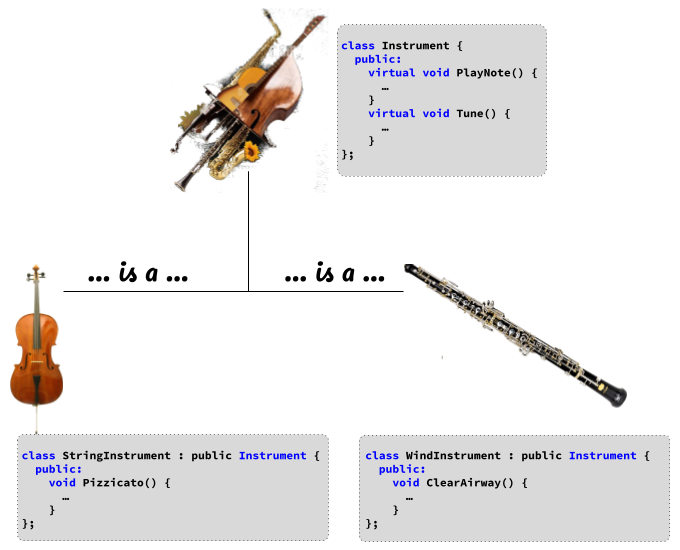 class Instrument {
  public:
    virtual void PlayNote() {
      …
    }
    virtual void Tune() {
      …
    }
};
… is a …
… is a …
class StringInstrument : public Instrument {
  public:
    void Pizzicato() {
      …
    }
};
class WindInstrument : public Instrument {
  public:
    void ClearAirway() {
      …
    }
};